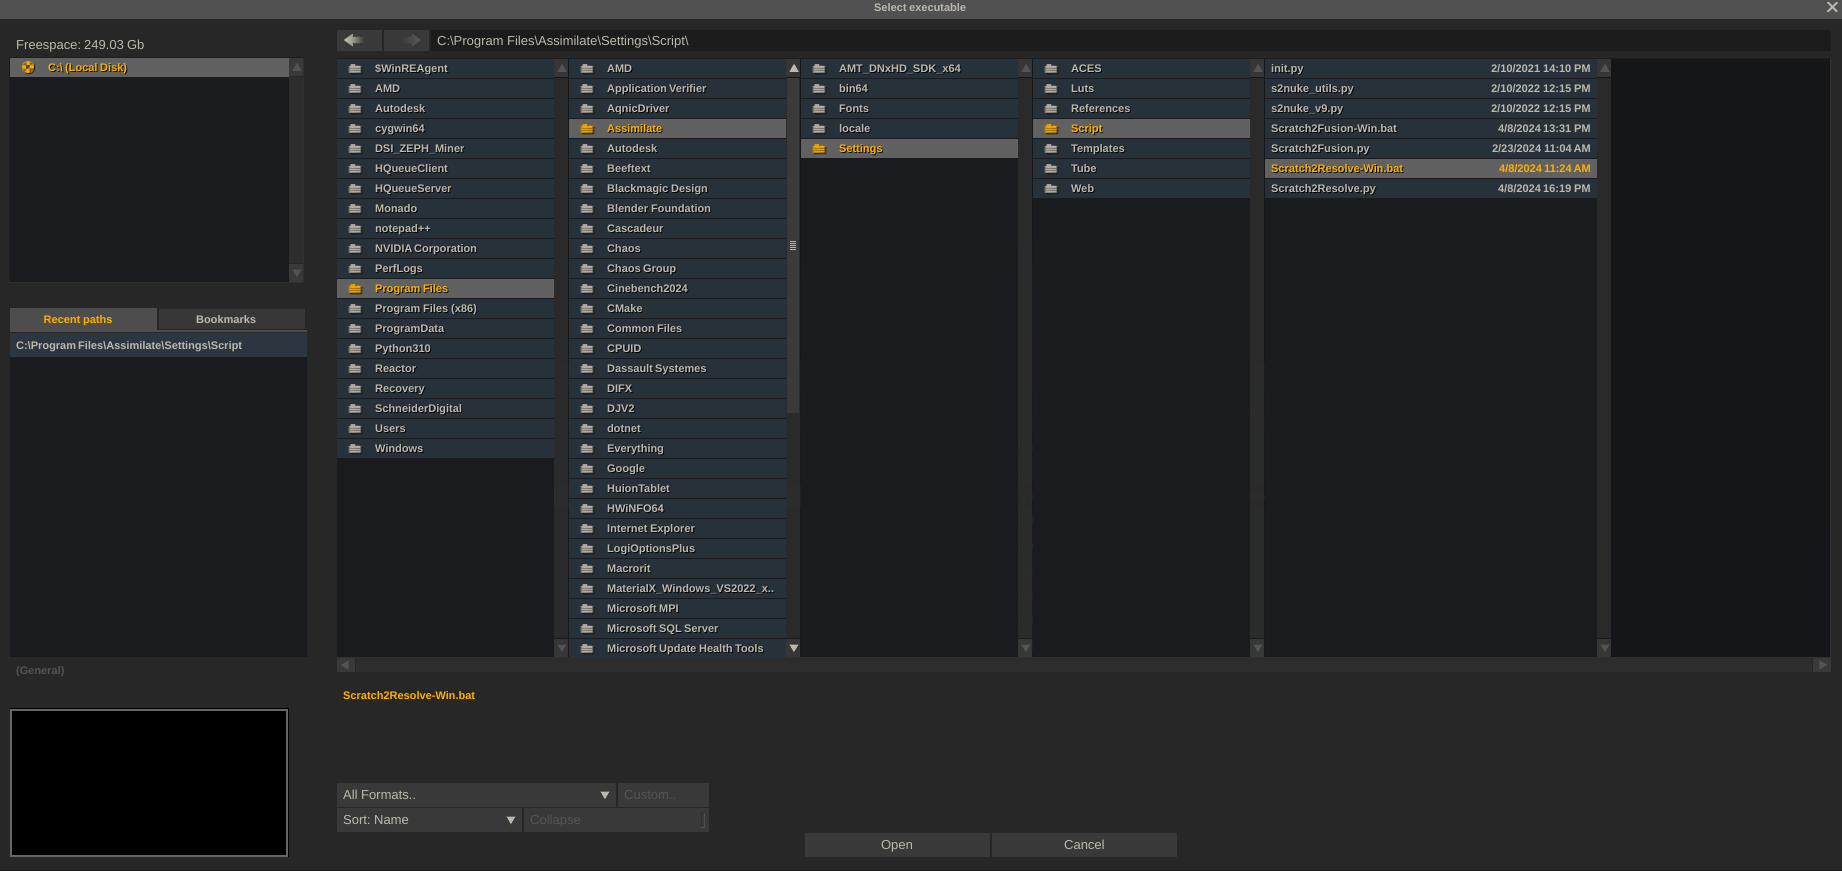 Select executable
Freespace: 249.03 Gb
C:\ (Local Disk)
Recent paths
Bookmarks
C:\Program Files\Assimilate\Settings\Script
(General)
C:\Program Files\Assimilate\Settings\Script\
$WinREAgent
AMD
Autodesk
cygwin64
DSI_ZEPH_Miner
HQueueClient
HQueueServer
Monado
notepad++
NVIDIA Corporation
PerfLogs
Program Files
Program Files (x86)
ProgramData
Python310
Reactor
Recovery
SchneiderDigital
Users
Windows
AMD
Application Verifier
AqnicDriver
Assimilate
Autodesk
Beeftext
Blackmagic Design
Blender Foundation
Cascadeur
Chaos
Chaos Group
Cinebench2024
CMake
Common Files
CPUID
Dassault Systemes
DIFX
DJV2
dotnet
Everything
Google
HuionTablet
HWiNFO64
Internet Explorer
LogiOptionsPlus
Macrorit
MaterialX_Windows_VS2022_x..
Microsoft MPI
Microsoft SQL Server
Microsoft Update Health Tools
AMT_DNxHD_SDK_x64
bin64
Fonts
locale
Settings
ACES
Luts
References
Script
Templates
Tube
Web
init.py 2/10/2021 14:10 PM
s2nuke_utils.py 2/10/2022 12:15 PM
s2nuke_v9.py 2/10/2022 12:15 PM
Scratch2Fusion-Win.bat 4/8/2024 13:31 PM
Scratch2Fusion.py 2/23/2024 11:04 AM
Scratch2Resolve-Win.bat 4/8/2024 11:24 AM
Scratch2Resolve.py 4/8/2024 16:19 PM
Scratch2Resolve-Win.bat
All Formats..
Custom..
Sort: Name
Collapse
Open
Cancel